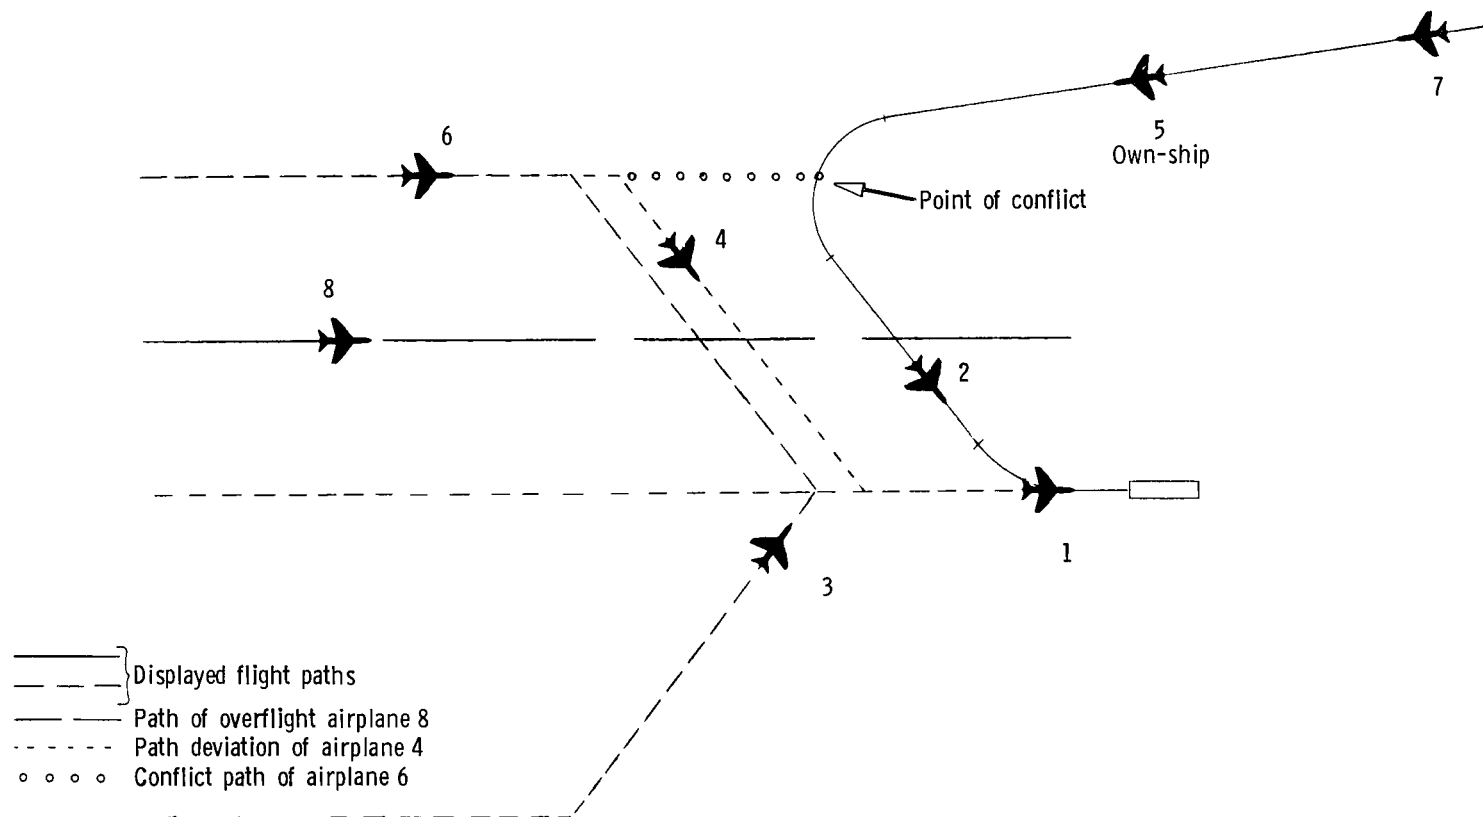 7
5
Own-ship
6
Point of conflict
4
8
2
1
3
Displayed flight paths
Path of overflight airplane 8
Path deviation of airplane 4
Conflict path of airplane 6